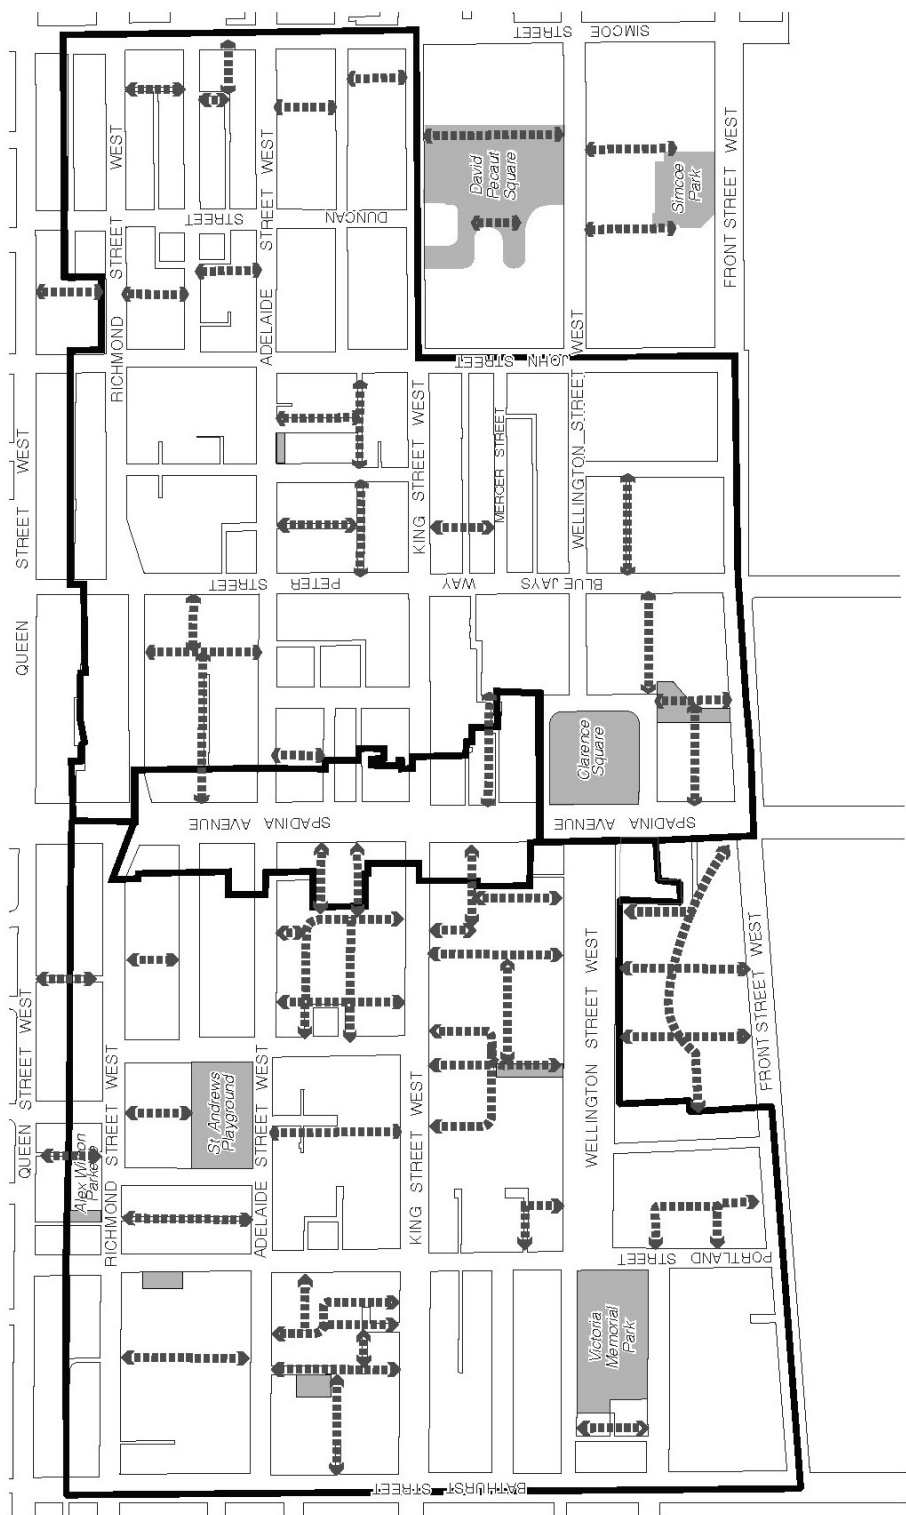 SIMCOE STREET
FRONT STREET WEST
David
Pecaut
Square
Simcoe
Park
DUNCAN STREET
RICHMOND STREET WEST
ADELAIDE STREET WEST
JOHN STREET
QUEEN STREET WEST
KING STREET WEST
MERCER STREET
WELLINGTON STREET WEST
PETER STREET
BLUE JAYS WAY
Clarence
Square
SPADINA AVENUE
SPADINA AVENUE
QUEEN STREET WEST
RICHMOND STREET WEST
ADELAIDE STREET WEST
KING STREET WEST
WELLINGTON STREET WEST
FRONT STREET WEST
St. Andrews
Playground
Alex Wilson
PORTLAND STREET
Victoria
Memorial
Park
BATHURST STREET